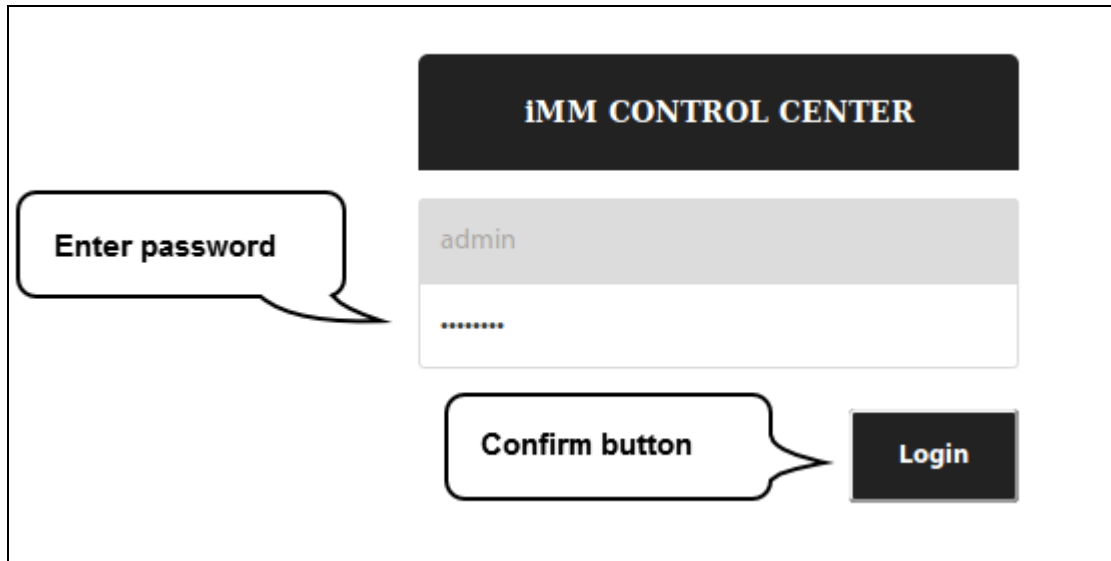 iMM CONTROL CENTER
Enter password
admin
••••••••
Confirm button
Login